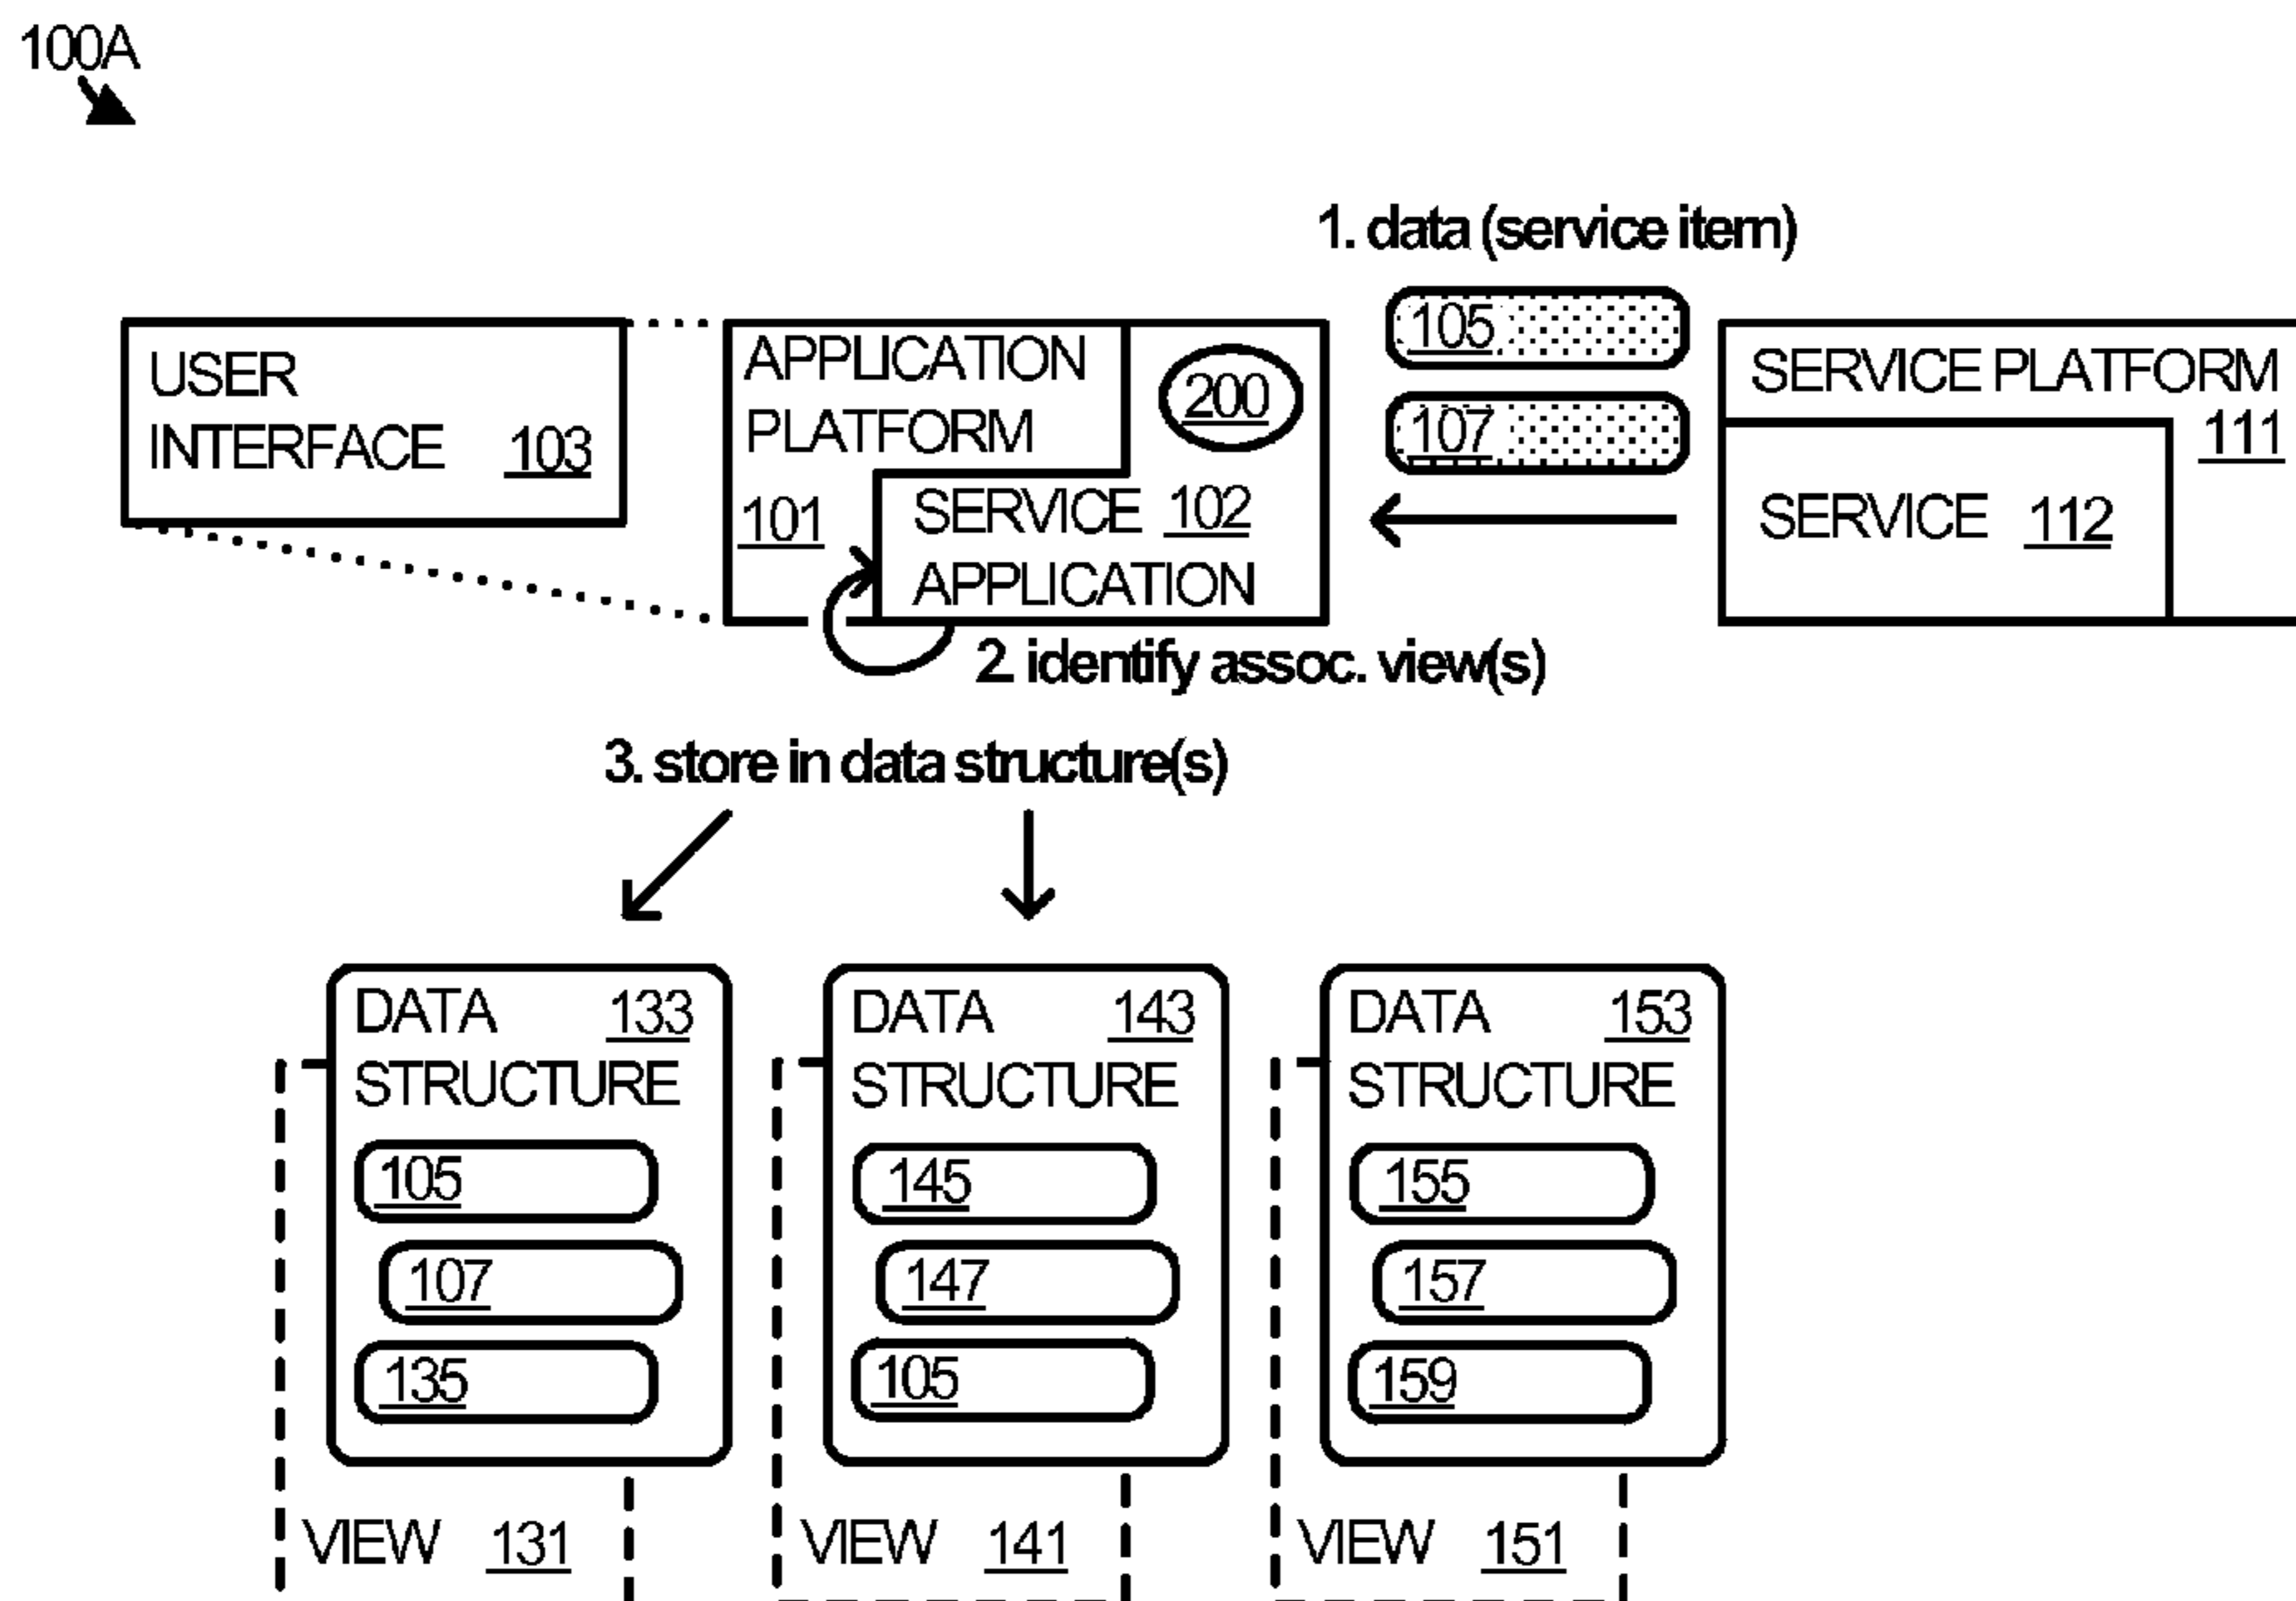 100A
1. data (service item)
105
107
USER
INTERFACE 103
APPLICATION
PLATFORM
101
200
SERVICE 102
APPLICATION
SERVICE PLATFORM
111
SERVICE 112
2. identify assoc. view(s)
3. store in data structure(s)
DATA 133
STRUCTURE
105
107
135
VIEW 131
DATA 143
STRUCTURE
145
147
105
VIEW 141
DATA 153
STRUCTURE
155
157
159
VIEW 151